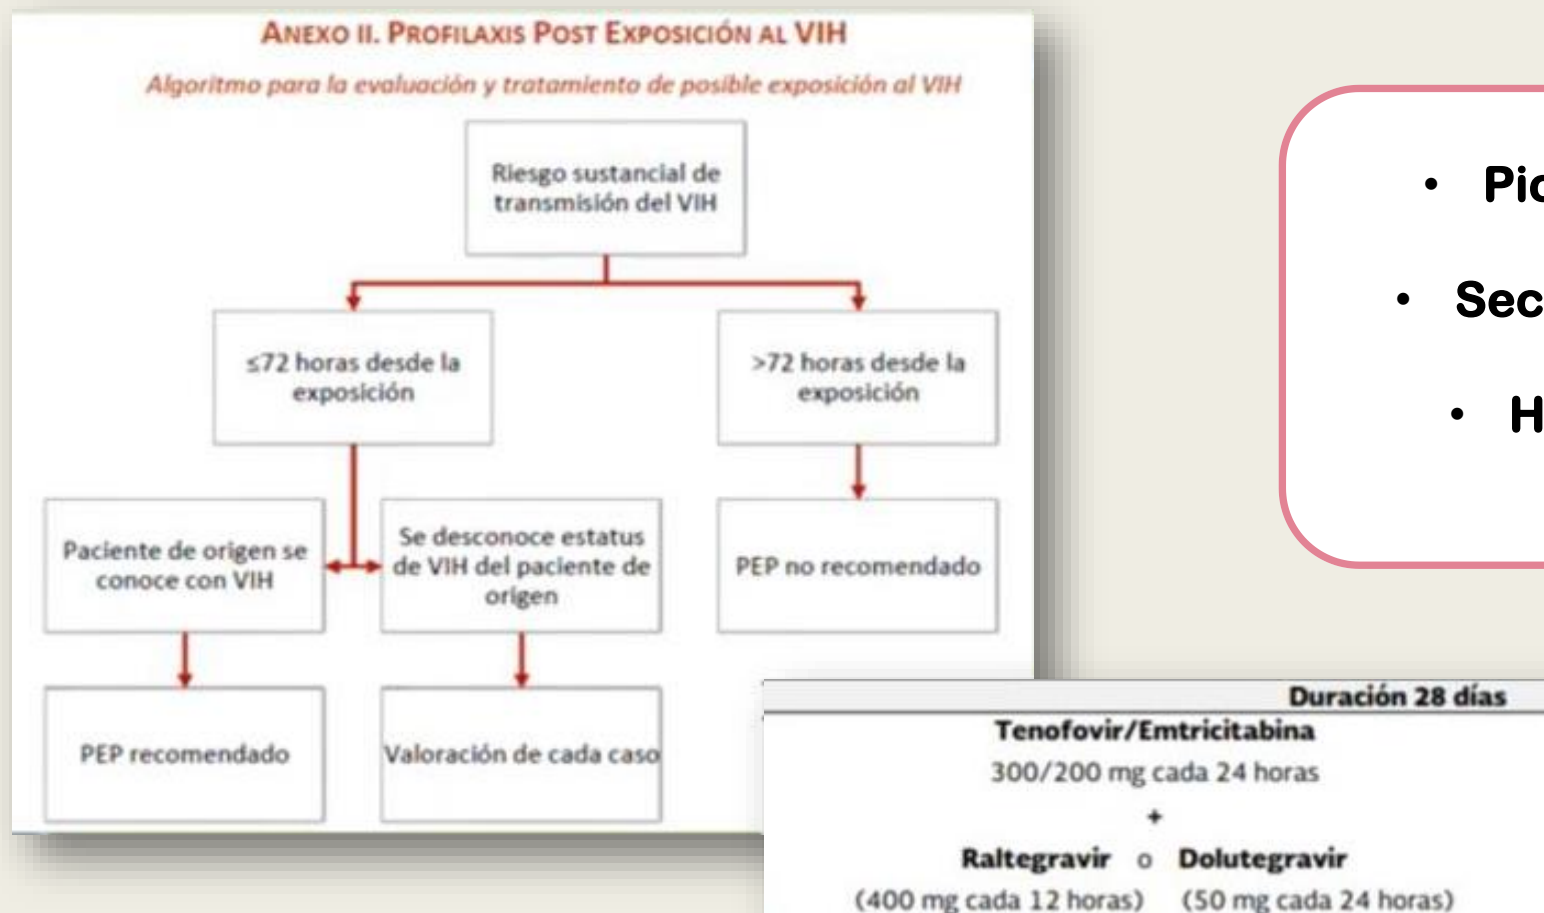 ANEXO II. PROFILAXIS POST EXPOSICIÓN AL VIH
Algoritmo para la evaluación y tratamiento de posible exposición al VIH
Riesgo sustancial de
transmisión del VIH
≤72 horas desde la
exposición
>72 horas desde la
exposición
Paciente de origen se
conoce con VIH
Se desconoce estatus
de VIH del paciente de
origen
PEP no recomendado
PEP recomendado
Valoración de cada caso
Duración 28 días
Tenofovir/Emtricitabina
300/200 mg cada 24 horas
+
Raltegravir o Dolutegravir
(400 mg cada 12 horas) (50 mg cada 24 horas)